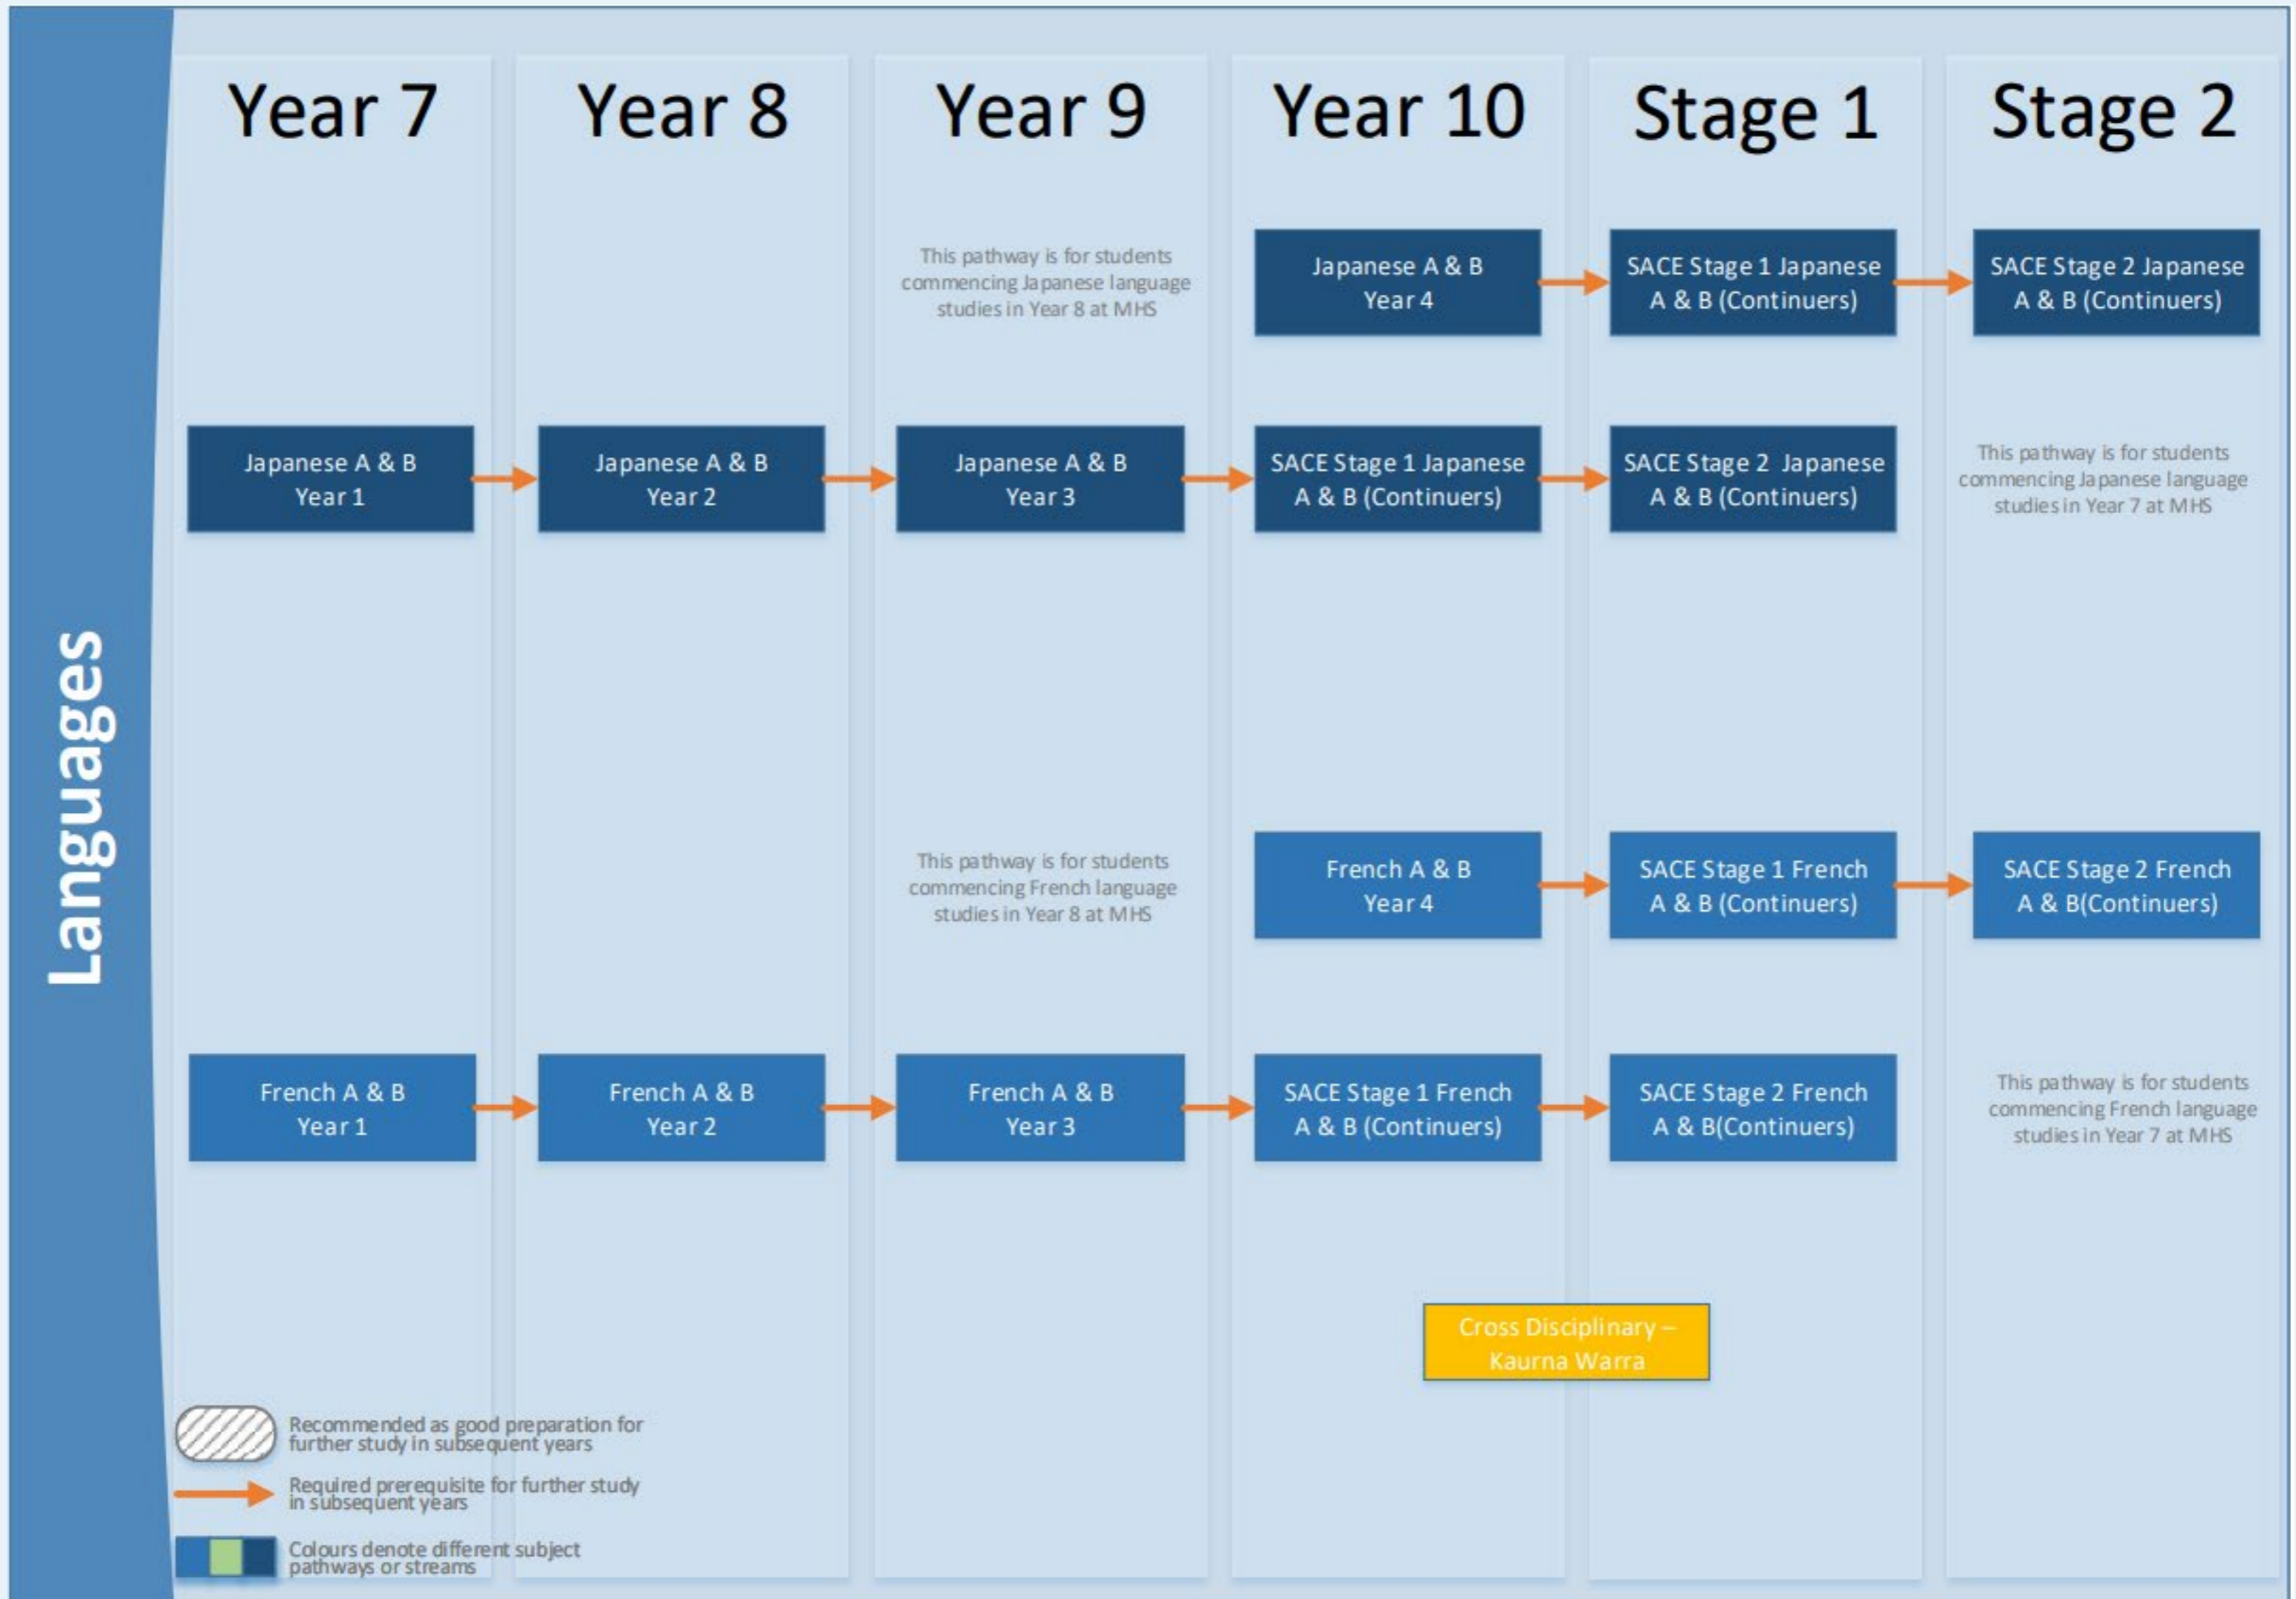 Languages
Year 7
Year 8
Year 9
Year 10
Stage 1
Stage 2
This pathway is for students
commencing Japanese language
studies in Year 8 at MHS
Japanese A & B
Year 4
SACE Stage 1 Japanese
A & B (Continuers)
SACE Stage 2 Japanese
A & B (Continuers)
Japanese A & B
Year 1
Japanese A & B
Year 2
Japanese A & B
Year 3
SACE Stage 1 Japanese
A & B (Continuers)
SACE Stage 2 Japanese
A & B (Continuers)
This pathway is for students
commencing Japanese language
studies in Year 7 at MHS
This pathway is for students
commencing French language
studies in Year 8 at MHS
French A & B
Year 4
SACE Stage 1 French
A & B (Continuers)
SACE Stage 2 French
A & B(Continuers)
French A & B
Year 1
French A & B
Year 2
French A & B
Year 3
SACE Stage 1 French
A & B (Continuers)
SACE Stage 2 French
A & B(Continuers)
This pathway is for students
commencing French language
studies in Year 7 at MHS
Cross Disciplinary –
Kaurna Warra
Recommended as good preparation for
further study in subsequent years
Required prerequisite for further study
in subsequent years
Colours denote different subject
pathways or streams